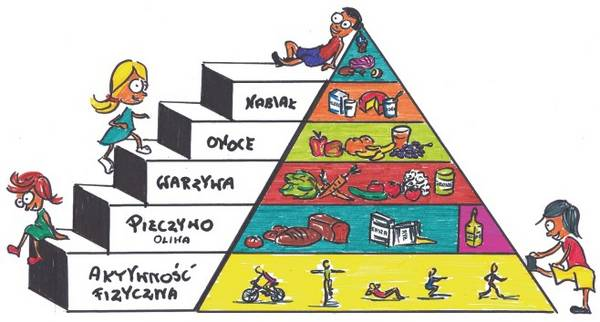 NABIAŁ
OWOCE
WARZYWA
PIECZYWO
OLIWA
AKTYWNOŚĆ
FIZYCZNA